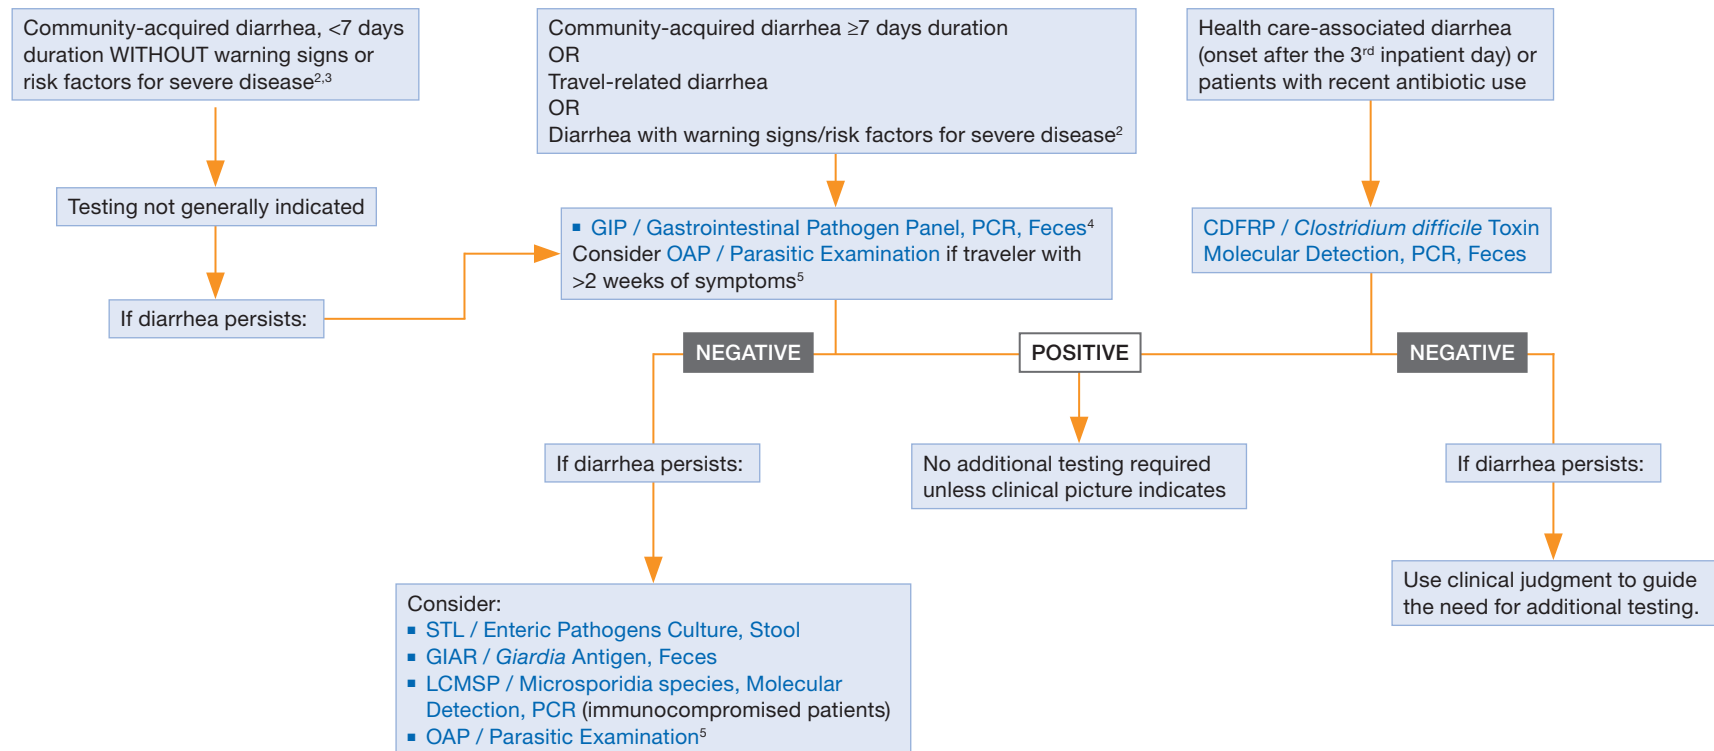 Community-acquired diarrhea, <7 days
duration WITHOUT warning signs or
risk factors for severe disease2,3
Community-acquired diarrhea ≥7 days duration
OR
Travel-related diarrhea
OR
Diarrhea with warning signs/risk factors for severe disease2
Health care-associated diarrhea
(onset after the 3rd inpatient day) or
patients with recent antibiotic use
Testing not generally indicated
▪ GIP / Gastrointestinal Pathogen Panel, PCR, Feces4
Consider OAP / Parasitic Examination if traveler with
>2 weeks of symptoms5
CDFRP / Clostridium difficile Toxin
Molecular Detection, PCR, Feces
If diarrhea persists:
NEGATIVE
POSITIVE
NEGATIVE
If diarrhea persists:
No additional testing required
unless clinical picture indicates
If diarrhea persists:
Consider:
▪ STL / Enteric Pathogens Culture, Stool
▪ GIAR / Giardia Antigen, Feces
▪ LCMSP / Microsporidia species, Molecular
Detection, PCR (immunocompromised patients)
▪ OAP / Parasitic Examination5
Use clinical judgment to guide
the need for additional testing.